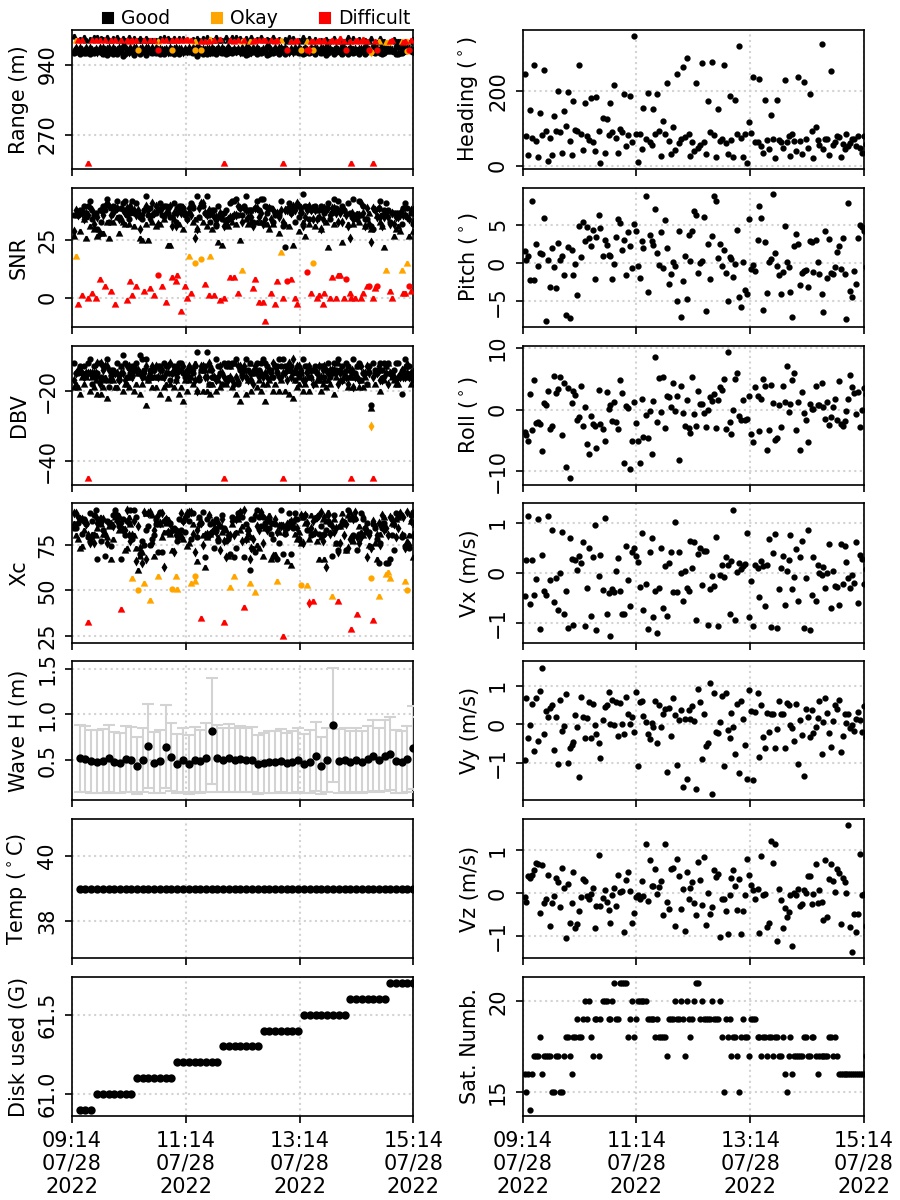 Good Okay Difficult
Range (m)
940
270
Heading (°)
200
0
SNR
25
0
Pitch (°)
5
0
−5
DBV
−20
−40
Roll (°)
10
0
−10
Xc
75
50
25
Vx (m/s)
1
0
−1
Wave H (m)
1.5
1.0
0.5
Vy (m/s)
1
0
−1
Temp (°C)
40
38
Vz (m/s)
1
0
−1
Disk used (G)
61.5
61.0
Sat. Numb.
20
15
09:14 11:14 13:14 15:14
07/28 07/28 07/28 07/28
2022 2022 2022 2022
09:14 11:14 13:14 15:14
07/28 07/28 07/28 07/28
2022 2022 2022 2022